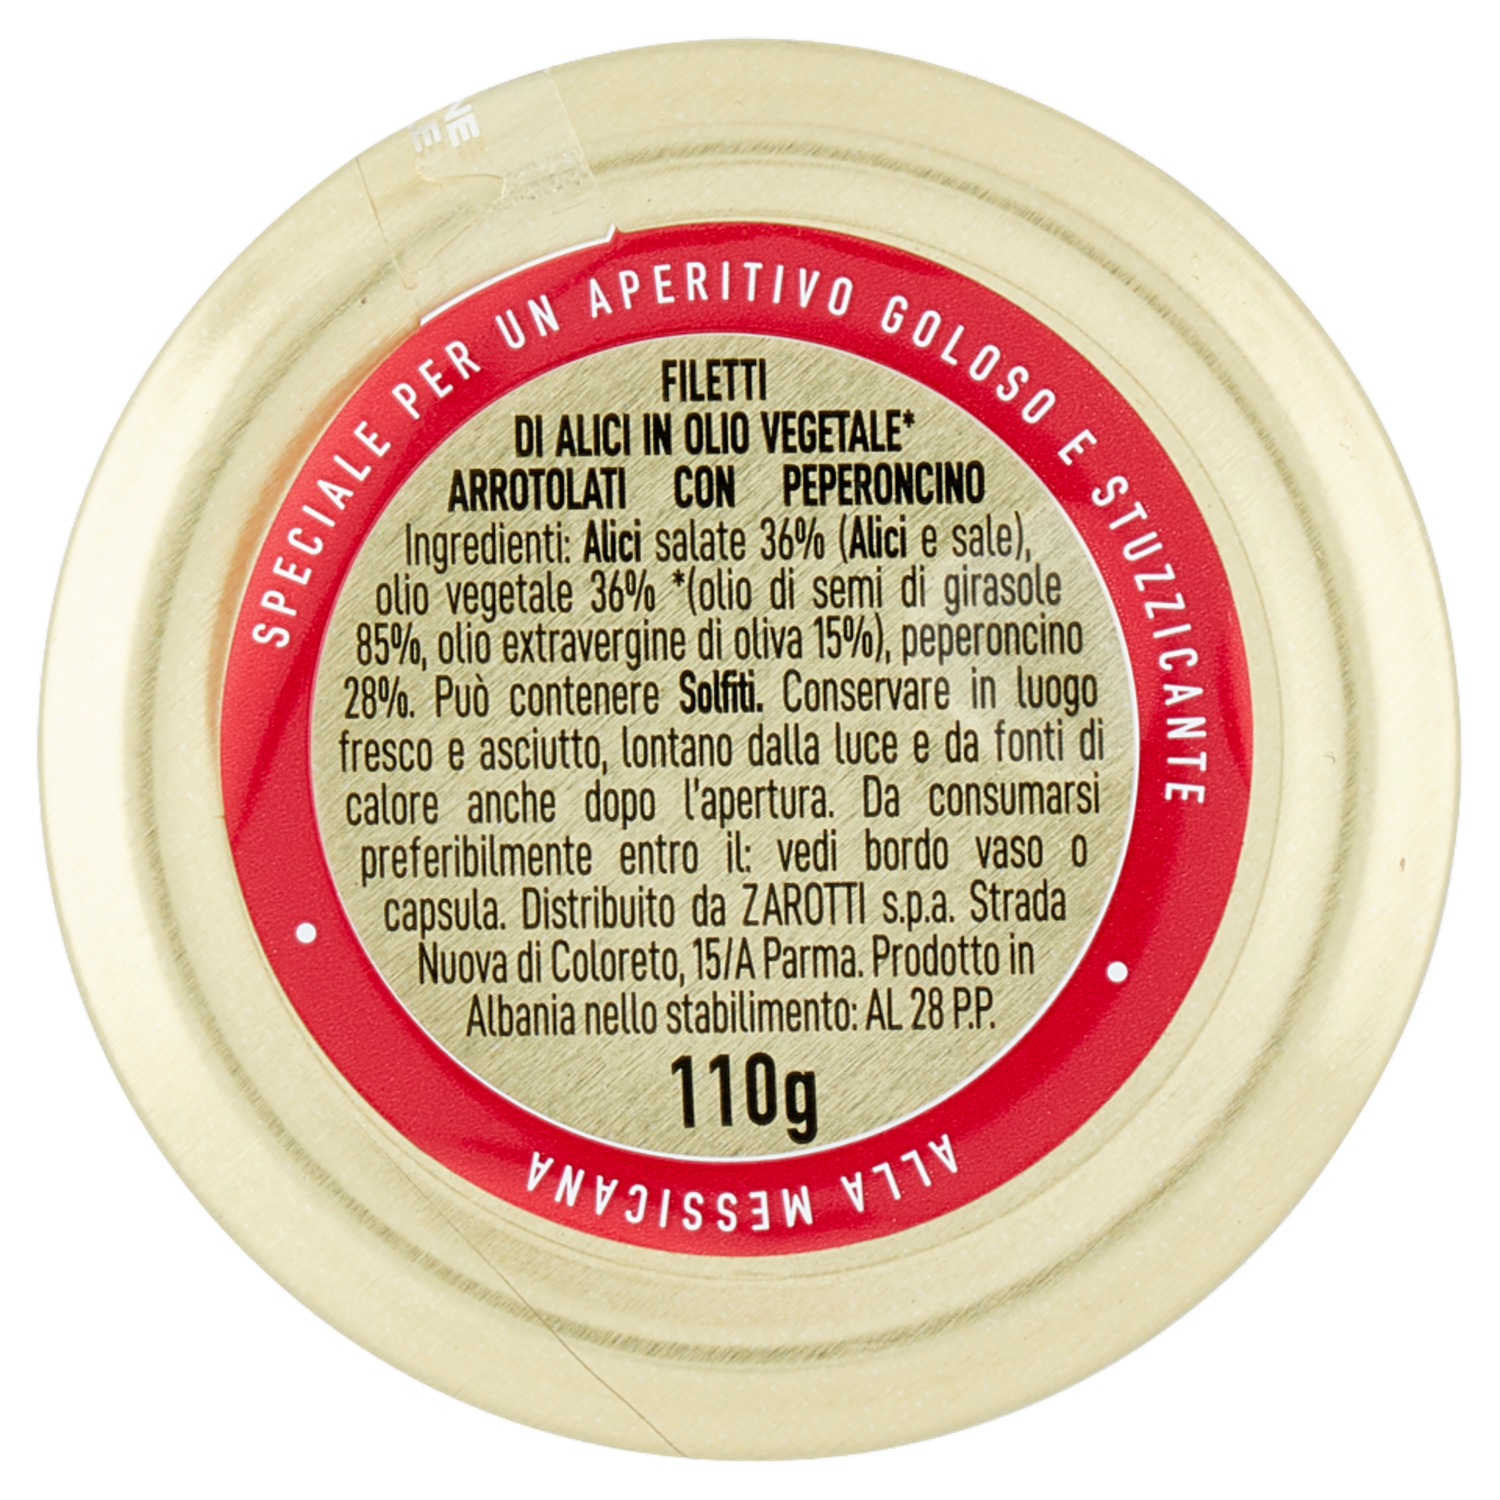 SPECIALE PER UN APERITIVO GOLOSO E STUZZICANTE
FILETTI
DI ALICI IN OLIO VEGETALE*
ARROTOLATI CON PEPERONCINO
Ingredienti: Alici salate 36% (Alici e sale),
olio vegetale 36% *(olio di semi di girasole
85%, olio extravergine di oliva 15%), peperoncino
28%. Può contenere Solfiti. Conservare in luogo
fresco e asciutto, lontano dalla luce e da fonti di
calore anche dopo l'apertura. Da consumarsi
preferibilmente entro il: vedi bordo vaso o
capsula. Distribuito da ZAROTTI s.p.a. Strada
Nuova di Coloreto, 15/A Parma. Prodotto in
Albania nello stabilimento: AL 28 P.P.
110g
ALLA MESSICANA